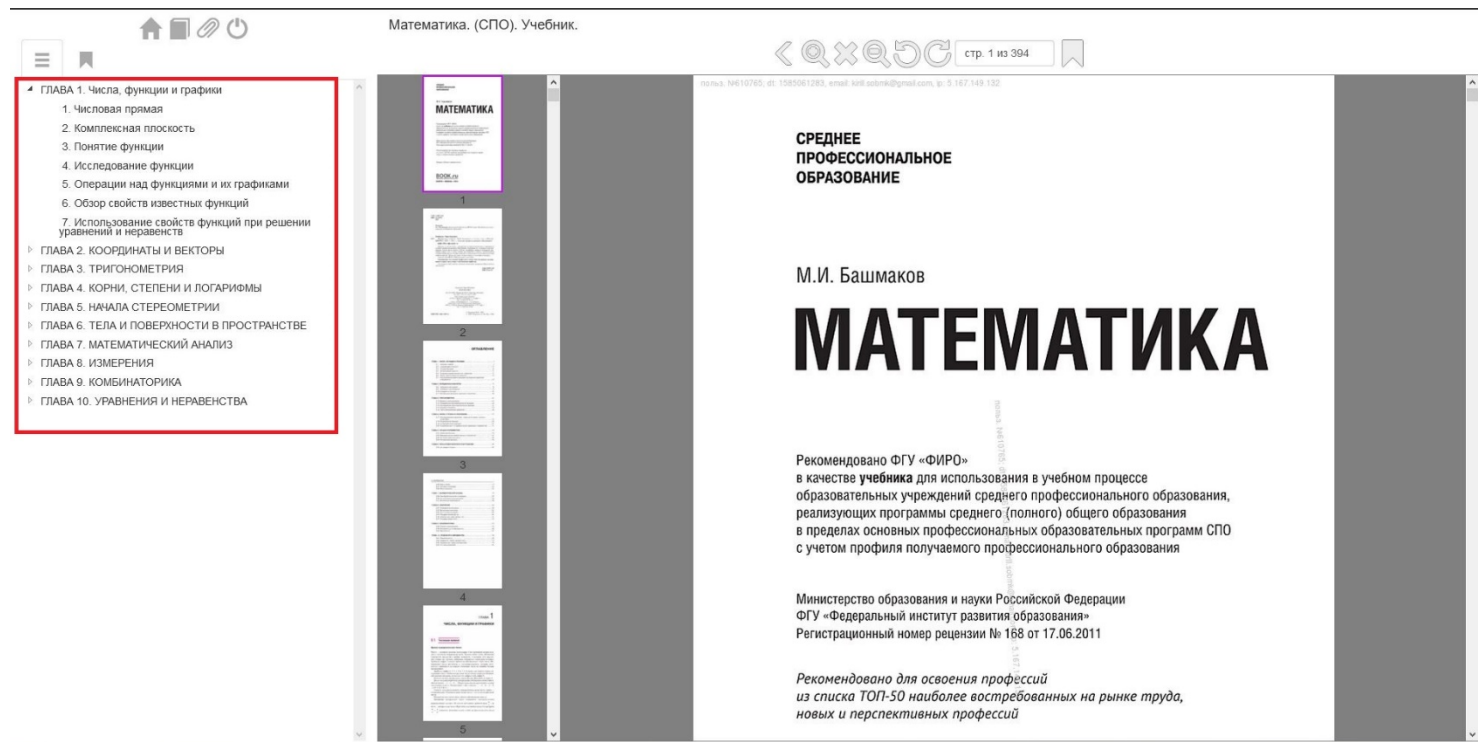 Математика. (СПО). Учебник.
стр. 1 из 394
ГЛАВА 1. Числа, функции и графики
1. Числовая прямая
2. Комплексная плоскость
3. Понятие функции
4. Исследование функции
5. Операции над функциями и их графиками
6. Обзор свойств известных функций
7. Использование свойств функций при решении
уравнений и неравенств
ГЛАВА 2. КООРДИНАТЫ И ВЕКТОРЫ
ГЛАВА 3. ТРИГОНОМЕТРИЯ
ГЛАВА 4. КОРНИ, СТЕПЕНИ И ЛОГАРИФМЫ
ГЛАВА 5. НАЧАЛА СТЕРЕОМЕТРИИ
ГЛАВА 6. ТЕЛА И ПОВЕРХНОСТИ В ПРОСТРАНСТВЕ
ГЛАВА 7. МАТЕМАТИЧЕСКИЙ АНАЛИЗ
ГЛАВА 8. ИЗМЕРЕНИЯ
ГЛАВА 9. КОМБИНАТОРИКА
ГЛАВА 10. УРАВНЕНИЯ И НЕРАВЕНСТВА
МАТЕМАТИКА
BOOK.ru
1
2
3
4
5
СРЕДНЕЕ
ПРОФЕССИОНАЛЬНОЕ
ОБРАЗОВАНИЕ
М.И. Башмаков
МАТЕМАТИКА
Рекомендовано ФГУ «ФИРО»
в качестве учебника для использования в учебном процессе
образовательных учреждений среднего профессионального образования,
реализующих программы среднего (полного) общего образования
в пределах основных профессиональных образовательных программ СПО
с учетом профиля получаемого профессионального образования
Министерство образования и науки Российской Федерации
ФГУ «Федеральный институт развития образования»
Регистрационный номер рецензии № 168 от 17.06.2011
Рекомендовано для освоения профессий
из списка ТОП-50 наиболее востребованных на рынке труда,
новых и перспективных профессий